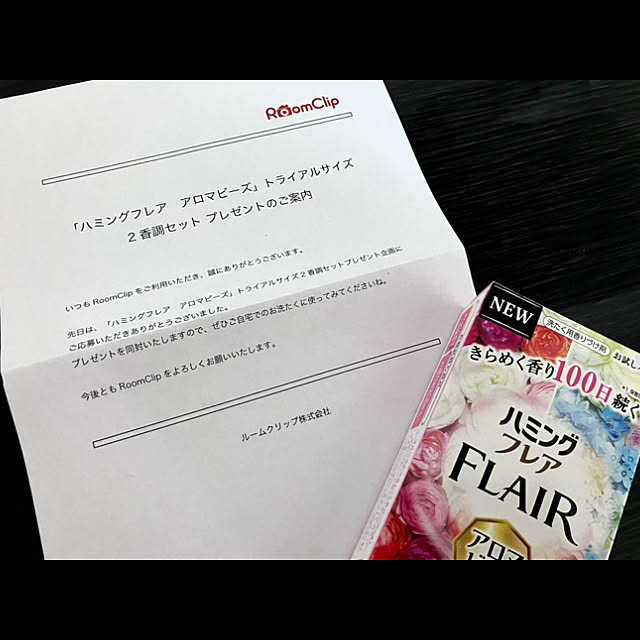 RoomClip
「ハミングフレア アロマビーズ」トライアルサイズ
2香調セット プレゼントのご案内
いつも RoomClip をご利用いただき、誠にありがとうございます。
先日は、「ハミングフレア アロマビーズ」トライアルサイズ2香調セットプレゼント企画に
ご応募いただきありがとうございました。
プレゼントを同封いたしますので、ぜひご自宅でのお洗たくに使ってみてくださいね。
今後とも RoomClip をよろしくお願いいたします。
ルームクリップ株式会社
NEW
洗たく用香りづけ剤
お試し
きらめく香り100日続く
ハミング
フレア
FLAIR
アロマ